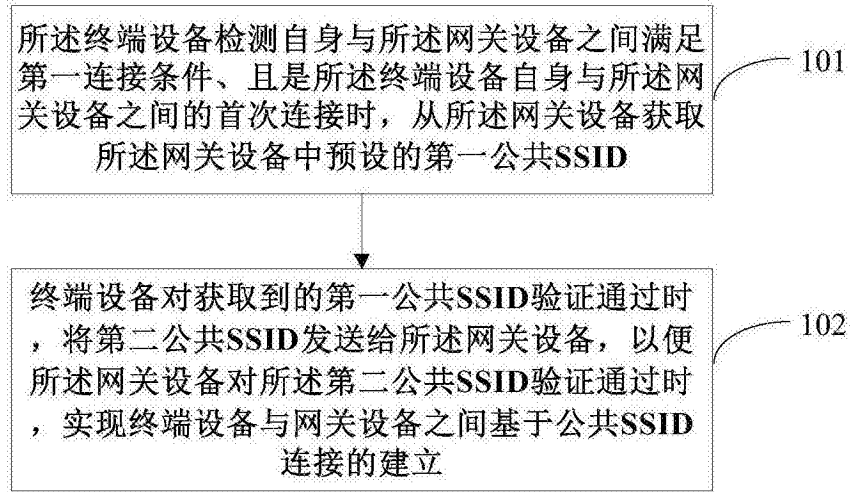 所述终端设备检测自身与所述网关设备之间满足
第一连接条件、且是所述终端设备自身与所述网
关设备之间的首次连接时，从所述网关设备获取
所述网关设备中预设的第一公共SSID
101
终端设备对获取到的第一公共SSID验证通过时
，将第二公共SSID发送给所述网关设备，以便
所述网关设备对所述第二公共SSID验证通过时
，实现终端设备与网关设备之间基于公共SSID
连接的建立
102